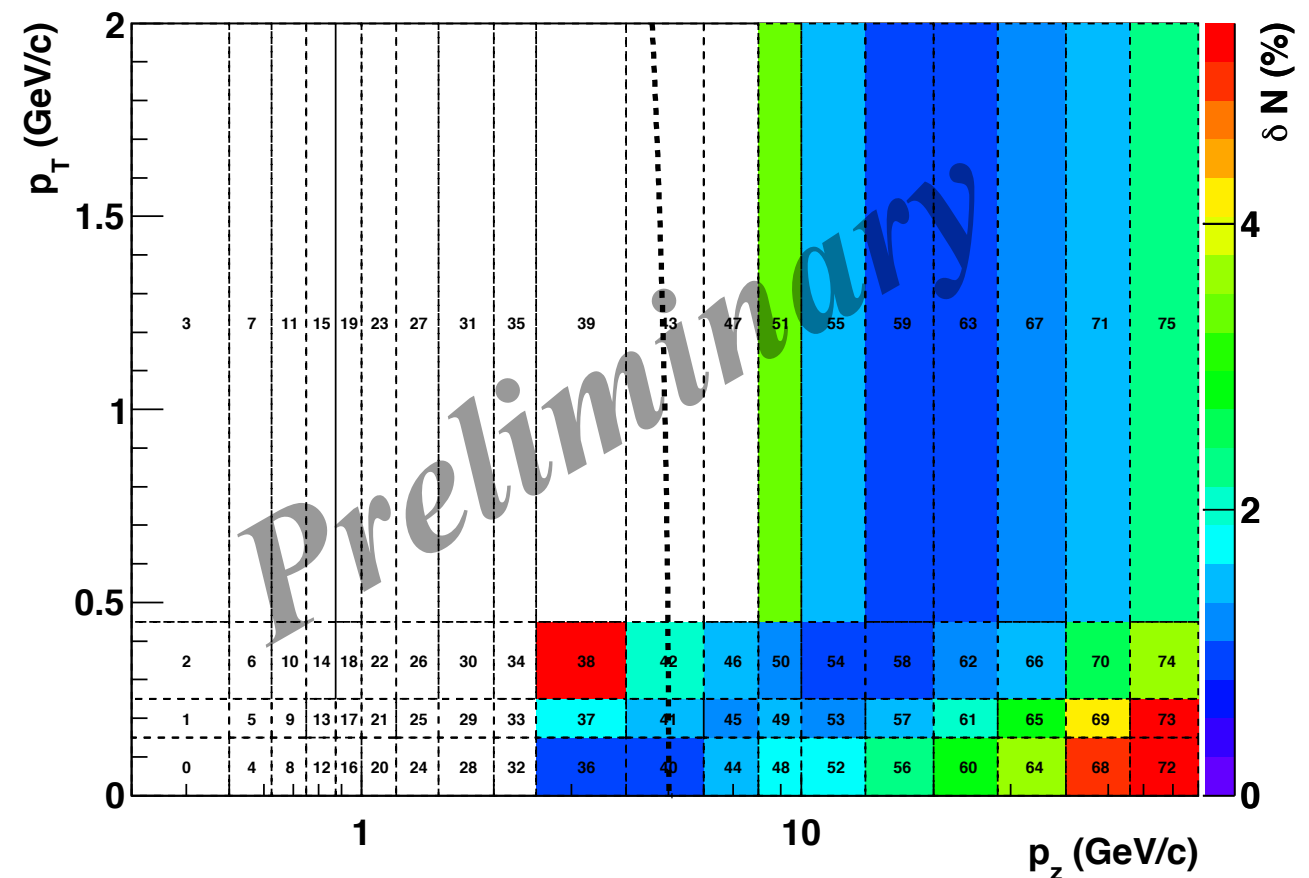 2
p_T (GeV/c)
δ N (%)
4
1.5
3 7 11 15 19 23 27 31 35 39 43 47 51 55 59 63 67 71 75
1
Preliminary
2
0.5
2 6 10 14 18 22 26 30 34 38 42 46 50 54 58 62 66 70 74
1 5 9 13 17 21 25 29 33 37 41 45 49 53 57 61 65 69 73
0 4 8 12 16 20 24 28 32 36 40 44 48 52 56 60 64 68 72
0
0
1 10
p_z (GeV/c)